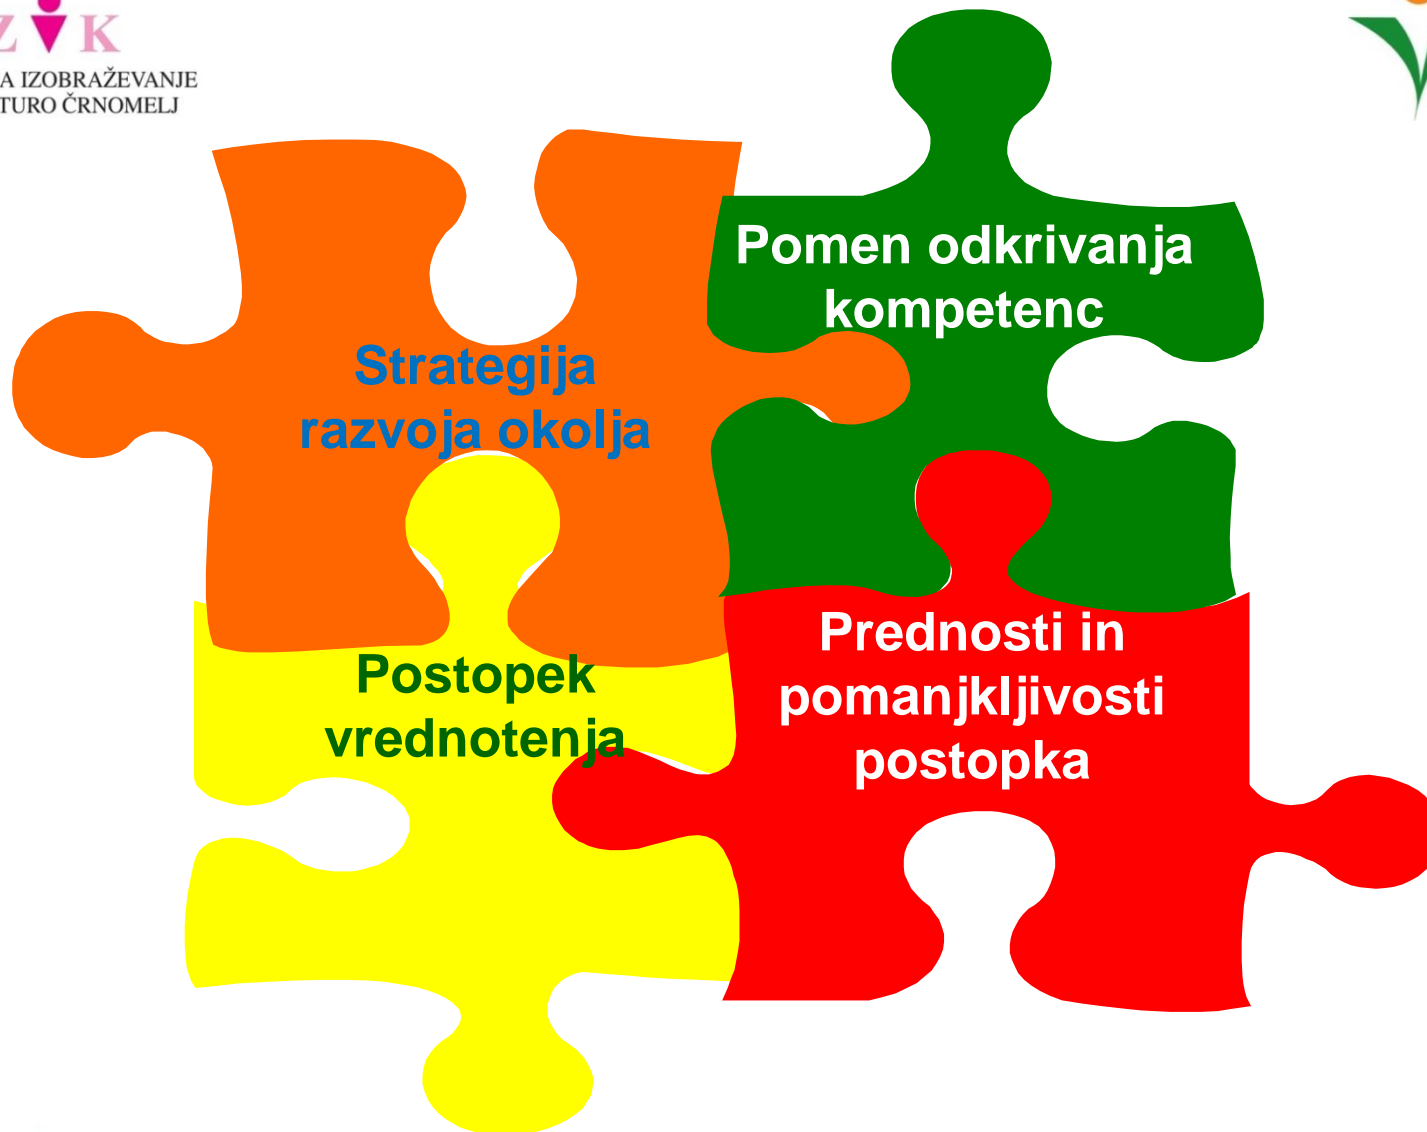 Z K
A IZOBRAŽEVANJE
TURO ČRNOMELJ
Pomen odkrivanja
kompetenc
Strategija
razvoja okolja
Prednosti in
pomanjkljivosti
postopka
Postopek
vrednotenja